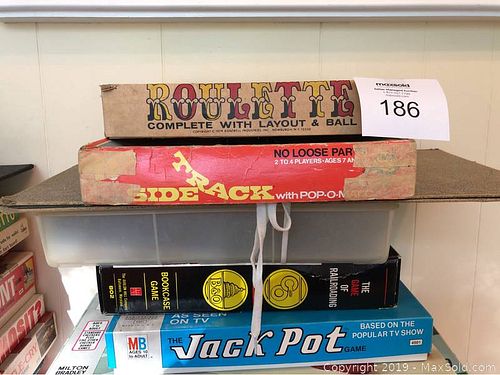 ROULETTE
COMPLETE WITH LAYOUT & BALL
maxsold
186
NO LOOSE PAR
2 TO 4 PLAYERS-AGES 7 A
SIDE TRACK with POP-O-MAT
BOOKCASE GAME
B&O
C&O
THE GAME OF RAILROADING
AS SEEN ON TV
MB
AGES 10 to ADULT
THE Jack Pot GAME
BASED ON THE POPULAR TV SHOW
MILTON BRADLEY
Copyright © 2019 - MaxSold.com